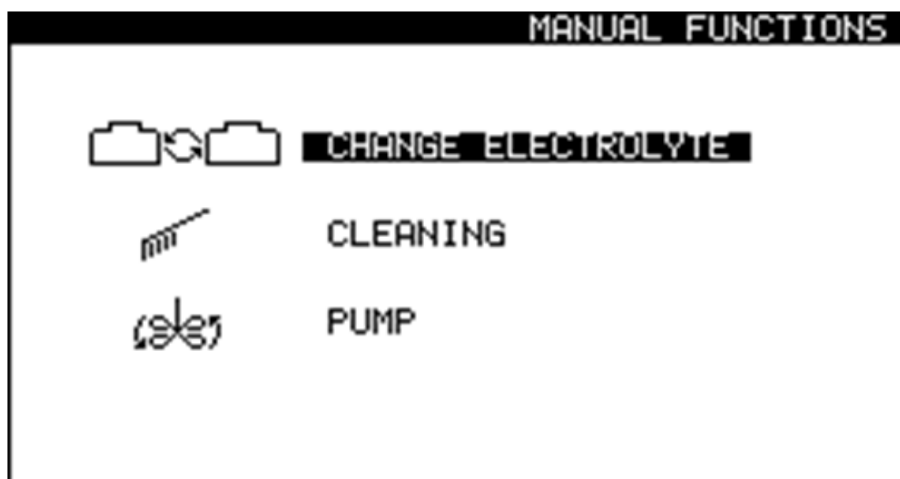 MANUAL FUNCTIONS
CHANGE ELECTROLYTE
CLEANING
PUMP